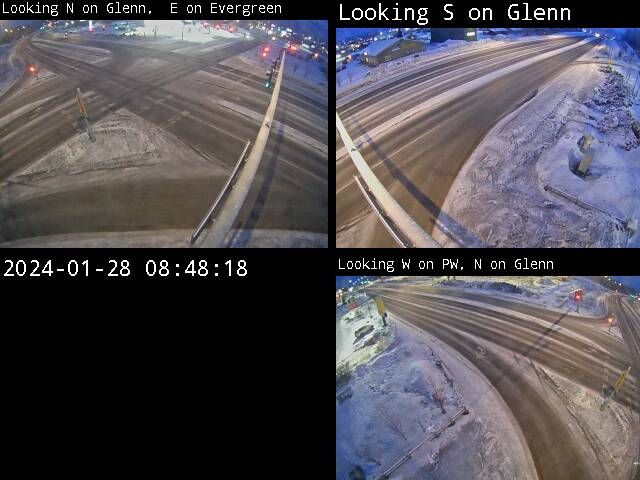 Looking N on Glenn, E on Evergreen
Looking S on Glenn
2024-01-28 08:48:18
Looking W on PW, N on Glenn